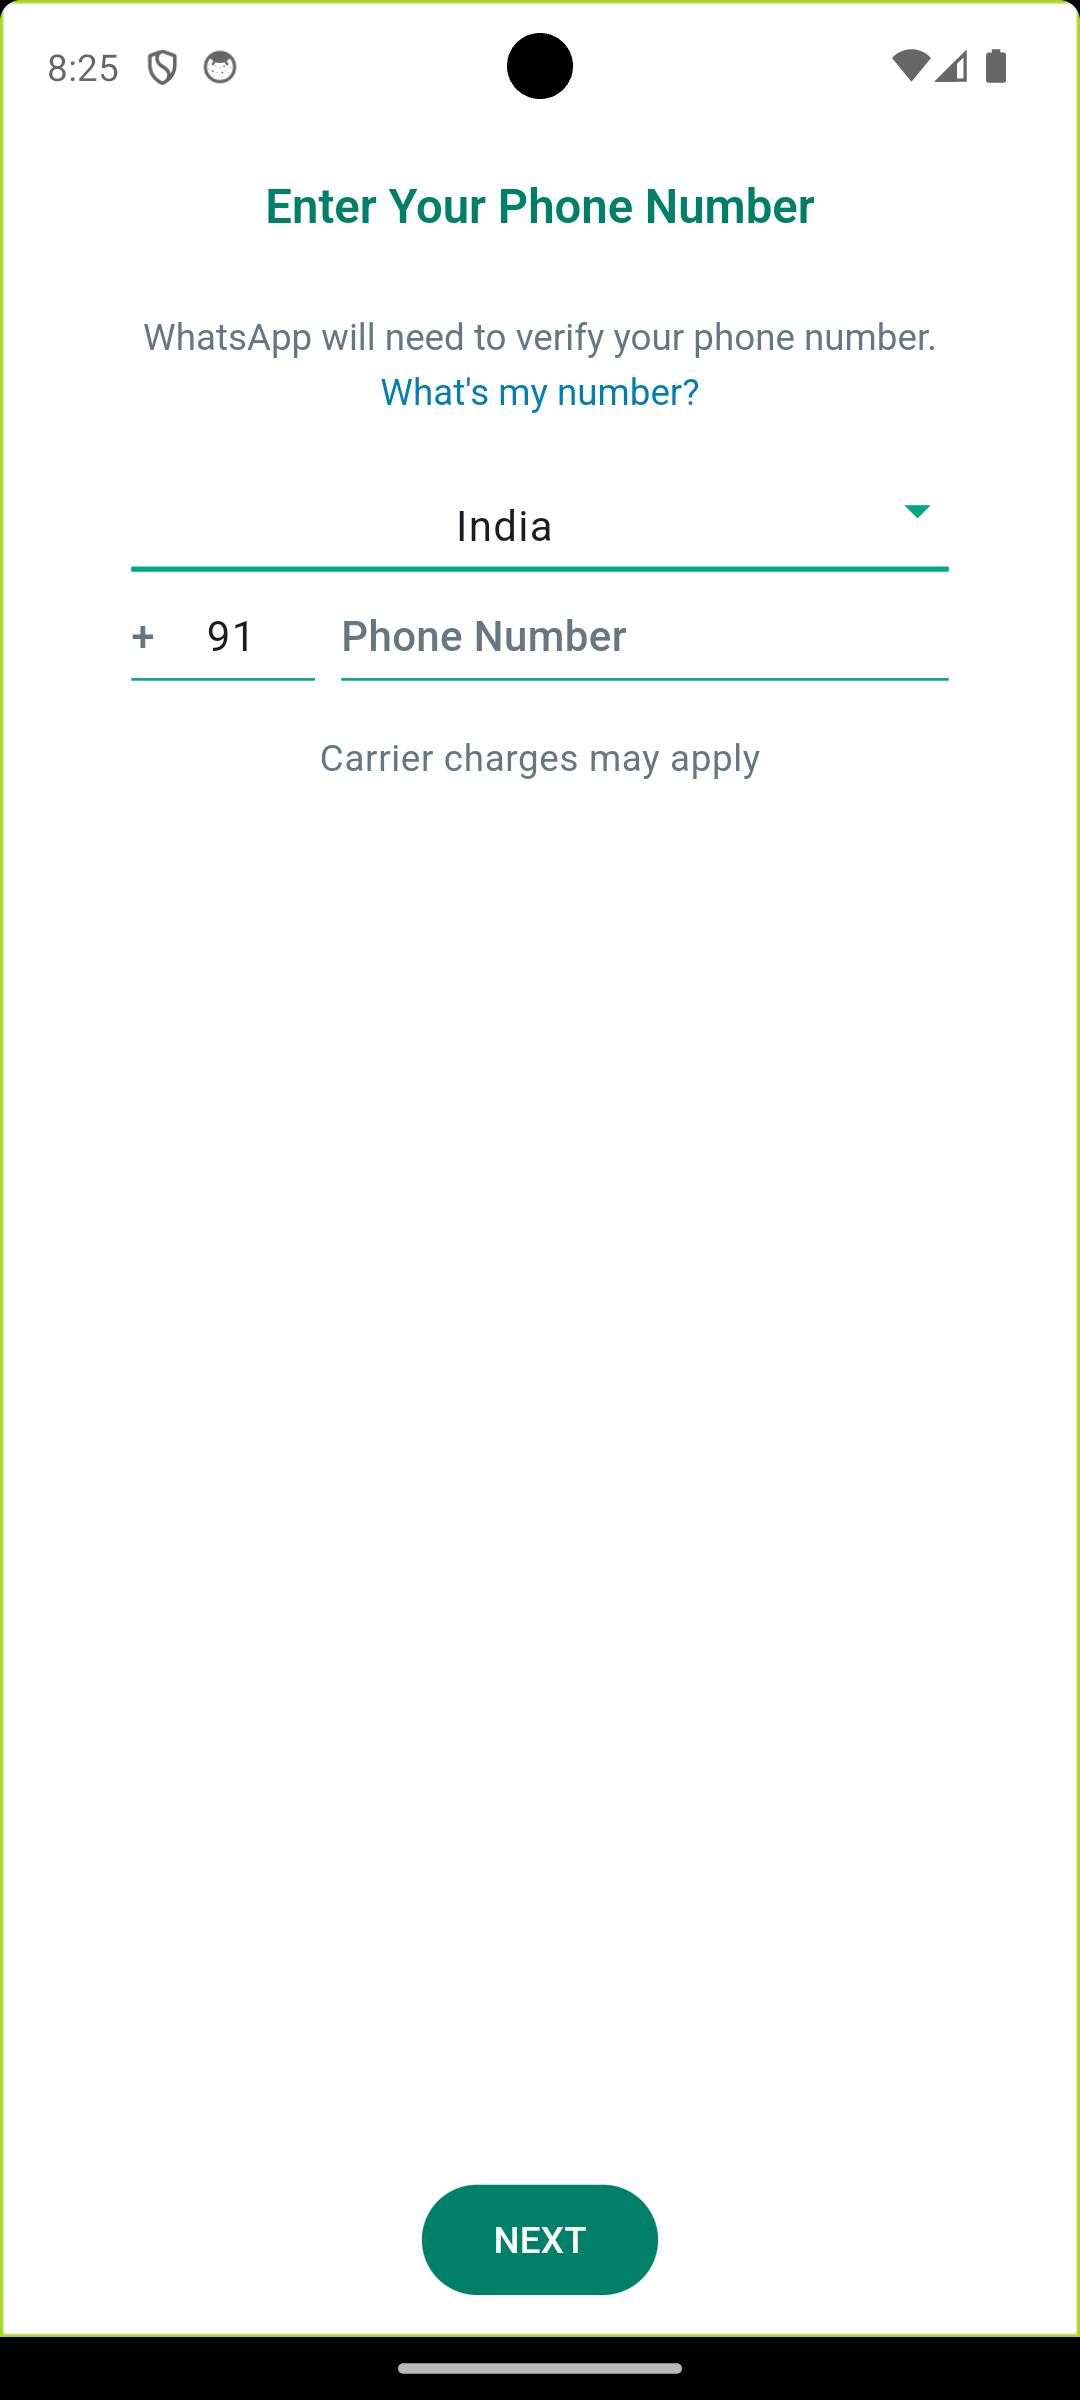 8:25
Enter Your Phone Number
WhatsApp will need to verify your phone number.
What's my number?
India
+ 91 Phone Number
Carrier charges may apply
NEXT